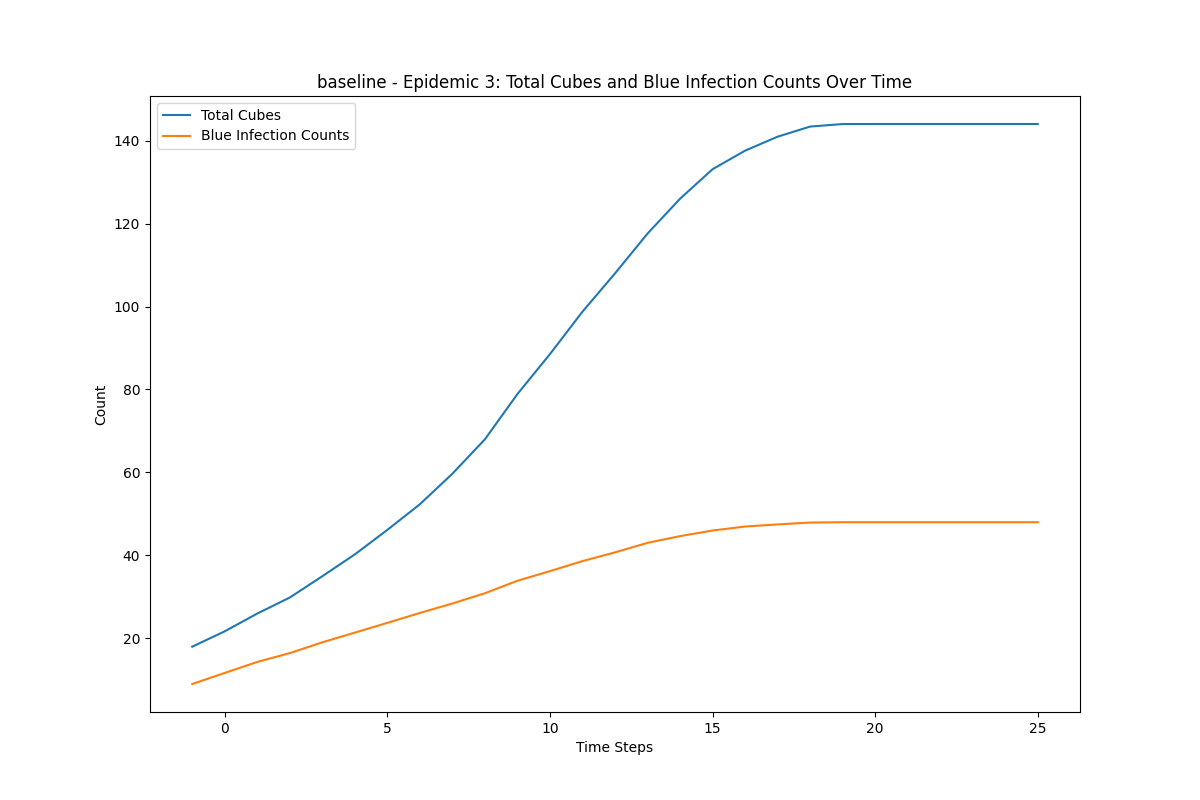 baseline - Epidemic 3: Total Cubes and Blue Infection Counts Over Time
Total Cubes
Blue Infection Counts
140
120
100
80
60
40
20
Count
0 5 10 15 20 25
Time Steps